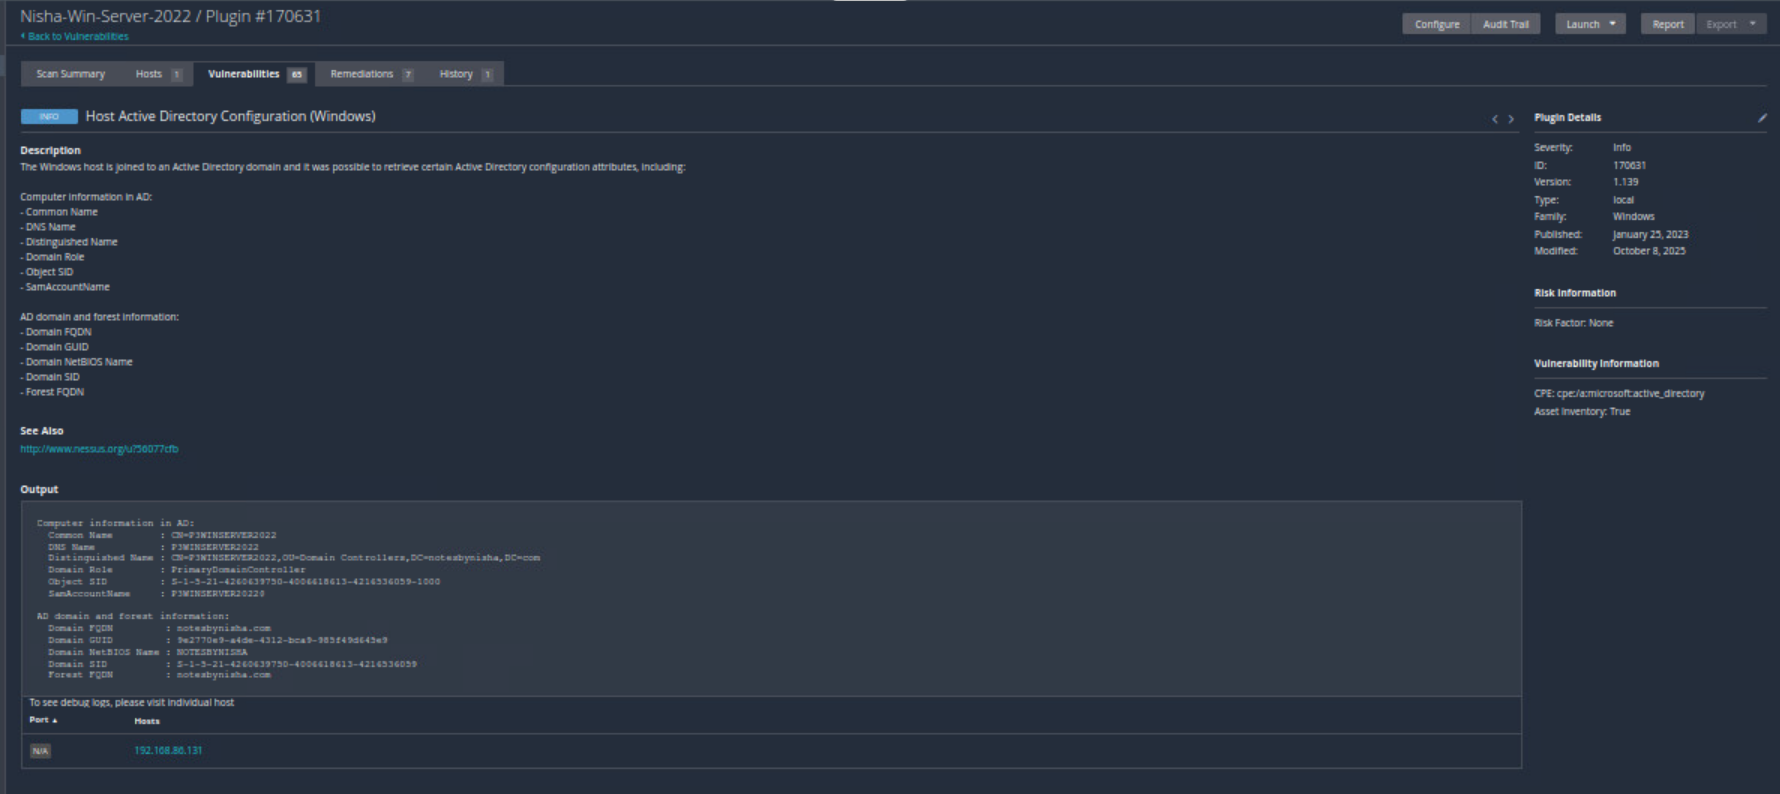 Nisha-Win-Server-2022 / Plugin #170631
Back to Vulnerabilities
Configure
Audit Trail
Launch
Report
Export
Scan Summary
Hosts 1
Vulnerabilities 65
Remediations 7
History 1
INFO Host Active Directory Configuration (Windows)
Description
The Windows host is joined to an Active Directory domain and it was possible to retrieve certain Active Directory configuration attributes, including:
Computer information in AD:
- Common Name
- DNS Name
- Distinguished Name
- Domain Role
- Object SID
- SamAccountName
AD domain and forest information:
- Domain FQDN
- Domain GUID
- Domain NetBIOS Name
- Domain SID
- Forest FQDN
See Also
http://www.nessus.org/u?56077cfb
Output
Computer information in AD:
Common Name : CN=P3WINSERVER2022
DNS Name : P3WINSERVER2022
Distinguished Name : CN=P3WINSERVER2022,OU=Domain Controllers,DC=notesbynisha,DC=com
Domain Role : PrimaryDomainController
Object SID : S-1-5-21-4260639750-4006618613-4216536059-1000
SamAccountName :
AD domain and forest information:
Domain FQDN : notesbynisha.com
Domain GUID : 9e2770e9-a4de-4312-bca9-985f49d645e9
Domain NetBIOS Name : NOTESBYNISHA
Domain SID : S-1-5-21-4260639750-4006618613-4216536059
Forest FQDN : notesbynisha.com
To see debug logs, please visit individual host
Port Hosts
N/A 192.168.86.131
Plugin Details
Severity: Info
ID: 170631
Version: 1.139
Type: local
Family: Windows
Published: January 25, 2023
Modified: October 8, 2025
Risk Information
Risk Factor: None
Vulnerability Information
CPE: cpe:/a:microsoft:active_directory
Asset Inventory: True